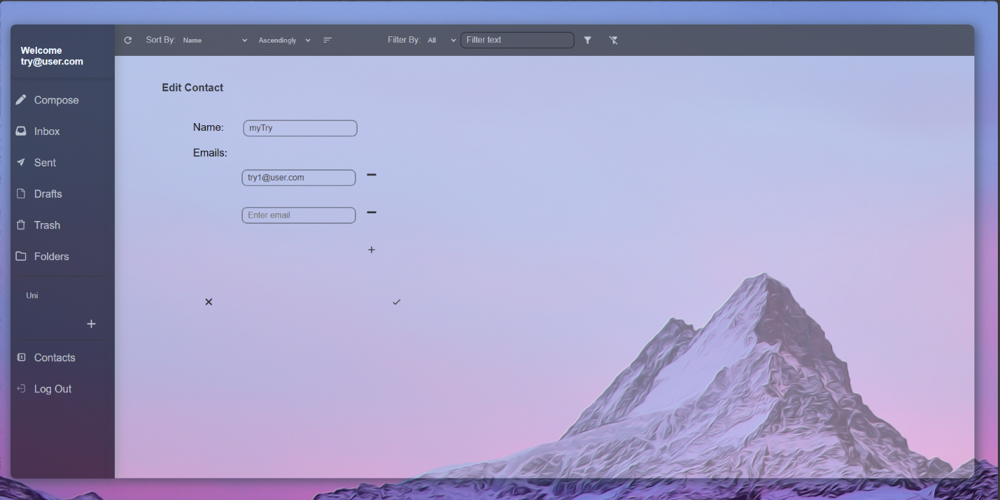 Welcome
try@user.com
Compose
Inbox
Sent
Drafts
Trash
Folders
Uni
Contacts
Log Out
Sort By: Name Ascendingly Filter By: All Filter text
Edit Contact
Name: myTry
Emails:
try1@user.com
Enter email